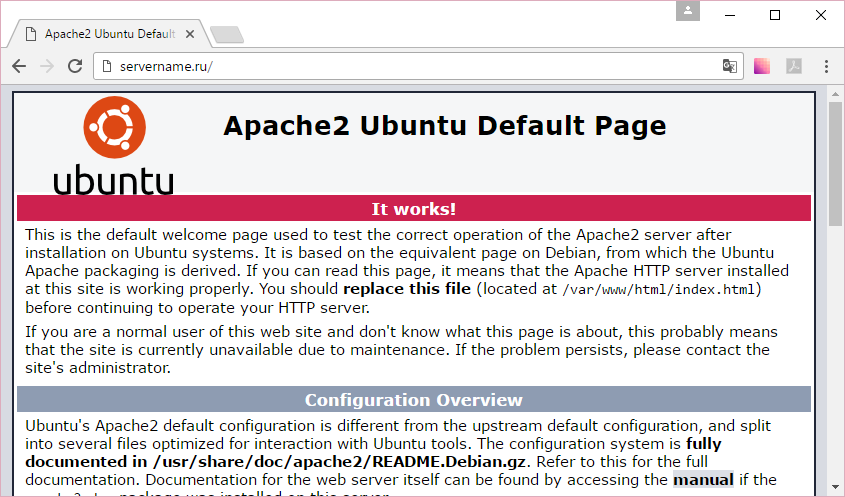 Apache2 Ubuntu Default
servername.ru/
Apache2 Ubuntu Default Page
ubuntu
It works!
This is the default welcome page used to test the correct operation of the Apache2 server after
installation on Ubuntu systems. It is based on the equivalent page on Debian, from which the Ubuntu
Apache packaging is derived. If you can read this page, it means that the Apache HTTP server installed
at this site is working properly. You should replace this file (located at /var/www/html/index.html)
before continuing to operate your HTTP server.
If you are a normal user of this web site and don't know what this page is about, this probably means
that the site is currently unavailable due to maintenance. If the problem persists, please contact the
site's administrator.
Configuration Overview
Ubuntu's Apache2 default configuration is different from the upstream default configuration, and split
into several files optimized for interaction with Ubuntu tools. The configuration system is fully
documented in /usr/share/doc/apache2/README.Debian.gz. Refer to this for the full
documentation. Documentation for the web server itself can be found by accessing the manual if the
package was installed on this server.